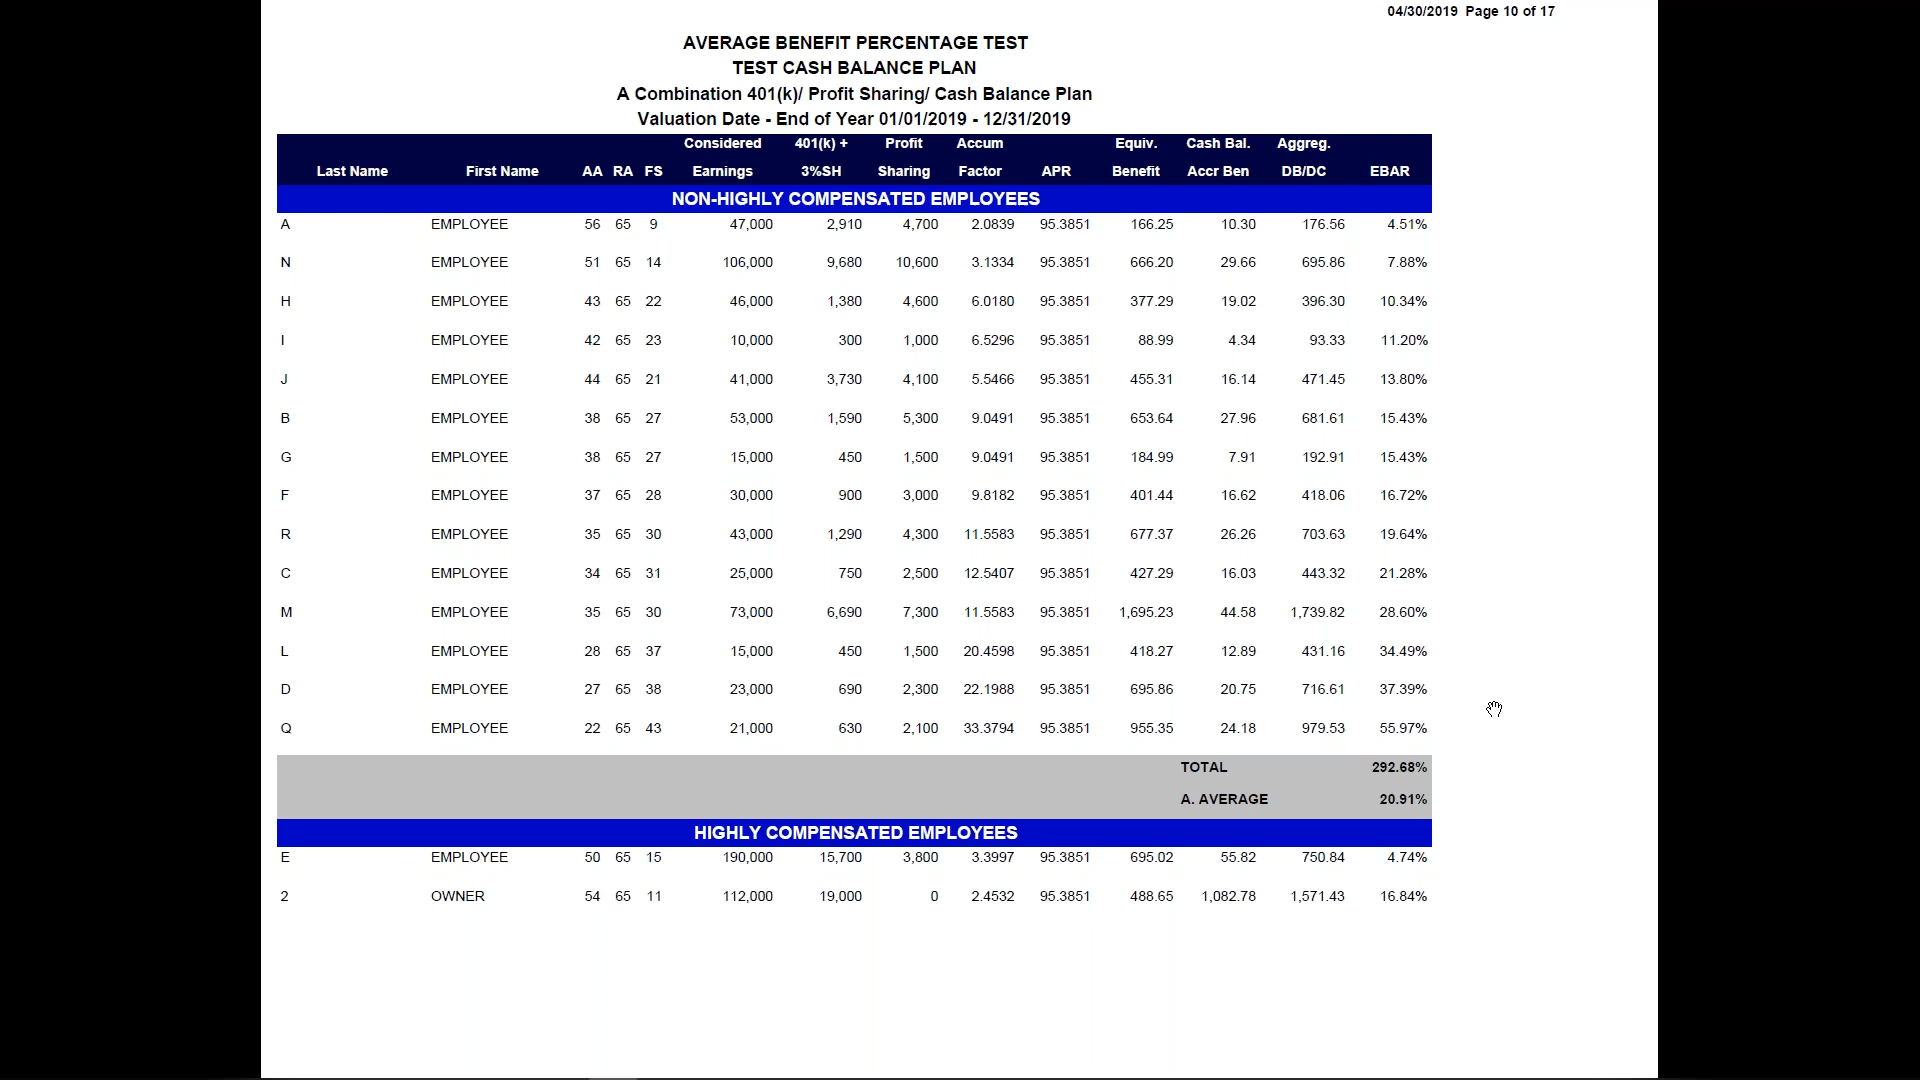 04/30/2019 Page 10 of 17
AVERAGE BENEFIT PERCENTAGE TEST
TEST CASH BALANCE PLAN
A Combination 401(k)/ Profit Sharing/ Cash Balance Plan
Valuation Date - End of Year 01/01/2019 - 12/31/2019
Considered 401(k) + Profit Accum Equiv. Cash Bal. Aggreg.
Last Name First Name AA RA FS Earnings 3%SH Sharing Factor APR Benefit Accr Ben DB/DC EBAR
NON-HIGHLY COMPENSATED EMPLOYEES
A EMPLOYEE 56 65 9 47,000 2,910 4,700 2.0839 95.3851 166.25 10.30 176.56 4.51%
N EMPLOYEE 51 65 14 106,000 9,680 10,600 3.1334 95.3851 666.20 29.66 695.86 7.88%
H EMPLOYEE 43 65 22 46,000 1,380 4,600 6.0180 95.3851 377.29 19.02 396.30 10.34%
I EMPLOYEE 42 65 23 10,000 300 1,000 6.5296 95.3851 88.99 4.34 93.33 11.20%
J EMPLOYEE 44 65 21 41,000 3,730 4,100 5.5466 95.3851 455.31 16.14 471.45 13.80%
B EMPLOYEE 38 65 27 53,000 1,590 5,300 9.0491 95.3851 653.64 27.96 681.61 15.43%
G EMPLOYEE 38 65 27 15,000 450 1,500 9.0491 95.3851 184.99 7.91 192.91 15.43%
F EMPLOYEE 37 65 28 30,000 900 3,000 9.8182 95.3851 401.44 16.62 418.06 16.72%
R EMPLOYEE 35 65 30 43,000 1,290 4,300 11.5583 95.3851 677.37 26.26 703.63 19.64%
C EMPLOYEE 34 65 31 25,000 750 2,500 12.5407 95.3851 427.29 16.03 443.32 21.28%
M EMPLOYEE 35 65 30 73,000 6,690 7,300 11.5583 95.3851 1,695.23 44.58 1,739.82 28.60%
L EMPLOYEE 28 65 37 15,000 450 1,500 20.4598 95.3851 418.27 12.89 431.16 34.49%
D EMPLOYEE 27 65 38 23,000 690 2,300 22.1988 95.3851 695.86 20.75 716.61 37.39%
Q EMPLOYEE 22 65 43 21,000 630 2,100 33.3794 95.3851 955.35 24.18 979.53 55.97%
TOTAL 292.68%
A. AVERAGE 20.91%
HIGHLY COMPENSATED EMPLOYEES
E EMPLOYEE 50 65 15 190,000 15,700 3,800 3.3997 95.3851 695.02 55.82 750.84 4.74%
2 OWNER 54 65 11 112,000 19,000 0 2.4532 95.3851 488.65 1,082.78 1,571.43 16.84%